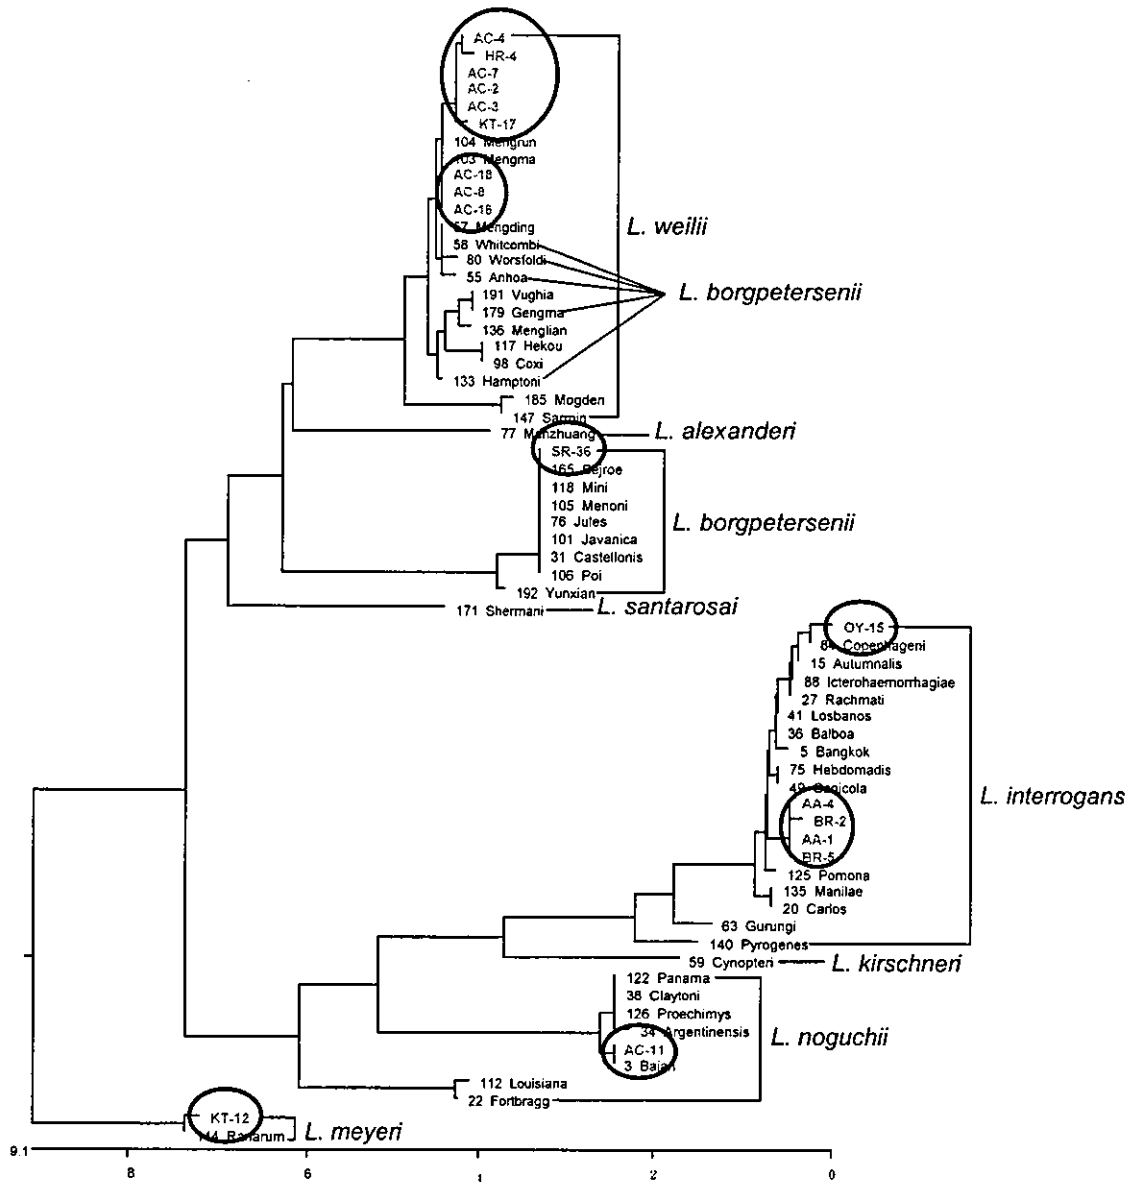 AC-4
HR-4
AC-7
AC-2
AC-3
KT-17
104 Mengrun
103 Mengma
AC-18
AC-8
AC-16
57 Mengding
L. weilii
58 Whitcombi
80 Worsfoldi
55 Anhoa
191 Vughia
L. borgpetersenii
179 Gengma
136 Menglian
117 Hekou
98 Coxi
133 Hamptoni
185 Mogden
147 Sarmin
77 Manzhuang
L. alexanderi
SR-36
165 Sejroe
118 Mini
105 Menoni
76 Jules
L. borgpetersenii
101 Javanica
31 Castellonis
106 Poi
192 Yunxian
171 Shermani
L. santarosai
OY-15
64 Copenhageni
15 Autumnalis
88 Icterohaemorrhagiae
27 Rachmati
41 Losbanos
36 Balboa
5 Bangkok
75 Hebdomadis
49 Canicola
L. interrogans
AA-4
BR-2
AA-1
BR-5
125 Pomona
135 Manilae
20 Carlos
63 Gurungi
140 Pyrogenes
59 Cynopteri
L. kirschneri
122 Panama
38 Claytoni
126 Proechimys
34 Argentinensis
L. noguchii
AC-11
3 Bajan
112 Louisiana
22 Fortbragg
KT-12
144 Ranarum
L. meyeri
9.1
8 6 2 0